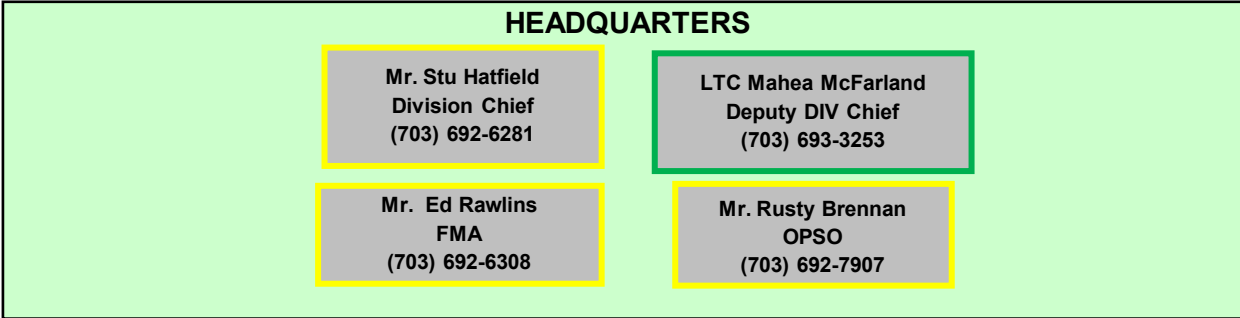 HEADQUARTERS
Mr. Stu Hatfield
Division Chief
(703) 692-6281
LTC Mahea McFarland
Deputy DIV Chief
(703) 693-3253
Mr. Ed Rawlins
FMA
(703) 692-6308
Mr. Rusty Brennan
OPSO
(703) 692-7907